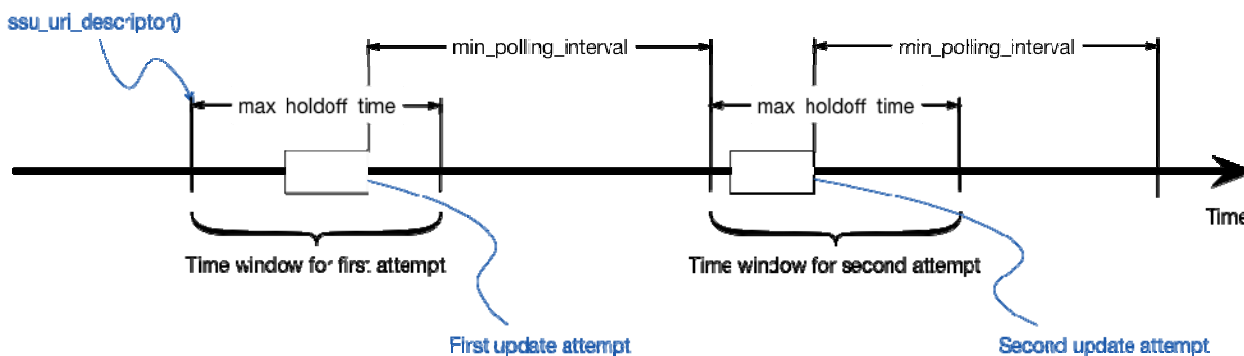 ssu_uri_descriptor()
min_polling_interval
min_polling_interval
max holdoff time
max holdoff time
Time
Time window for first attempt
Time window for second attempt
First update attempt
Second update attempt